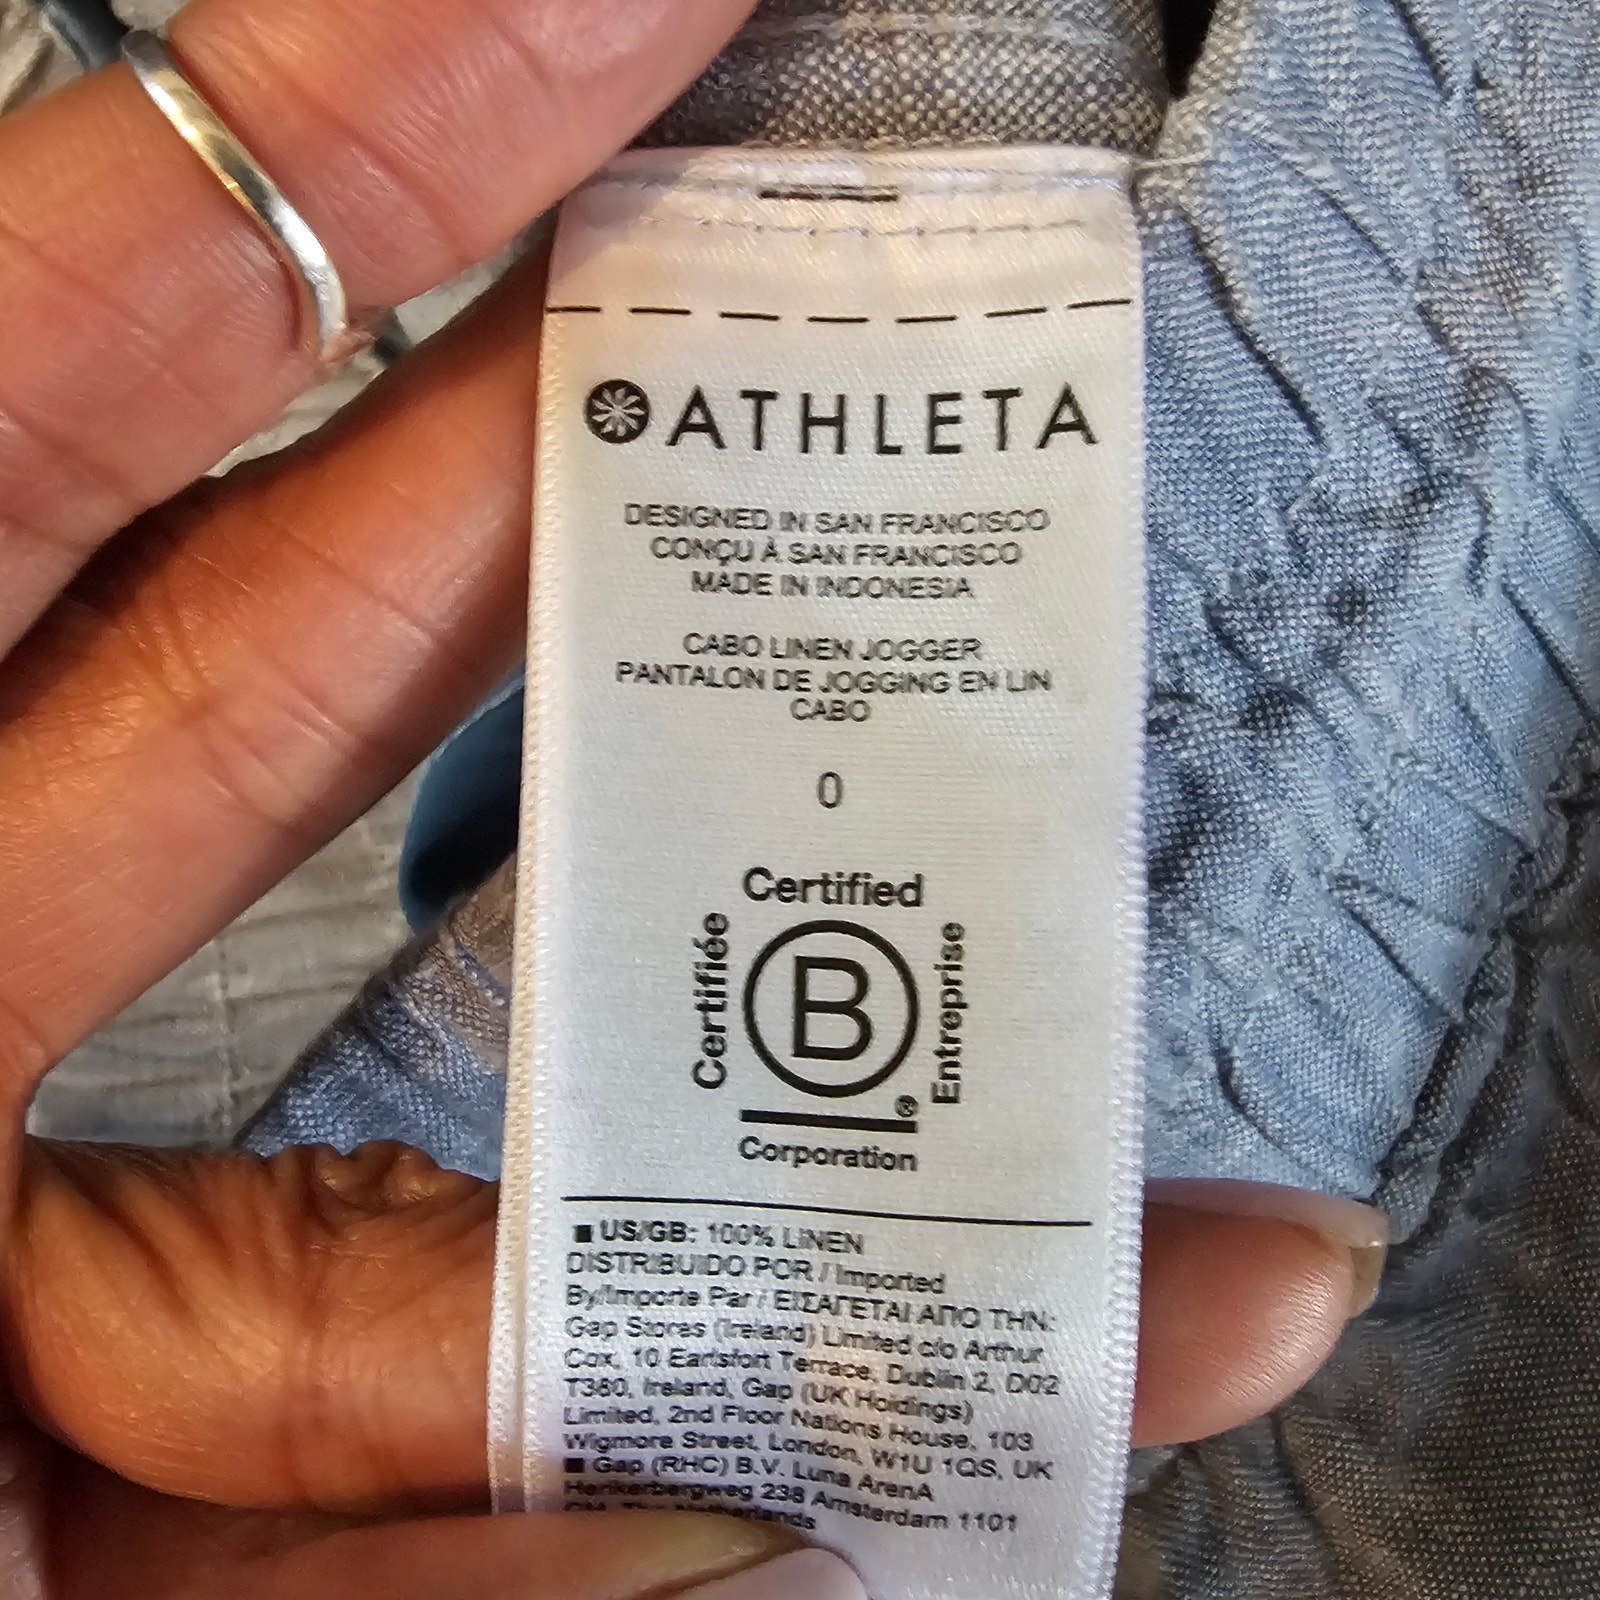 ATHLETA
DESIGNED IN SAN FRANCISCO
CONÇU À SAN FRANCISCO
MADE IN INDONESIA
CABO LINEN JOGGER
PANTALON DE JOGGING EN LIN
CABO
0
Certified
Certifiée
B
Entreprise
®
Corporation
■ US/GB: 100% LINEN
DISTRIBUIDO POR / Imported
By/Importe Par / ΕΙΣΑΓΕΤΑΙ ΑΠΟ ΤΗΝ:
Gap Stores (Ireland) Limited c/o Arthur
Cox, 10 Earlsfort Terrace, Dublin 2, D02
T380, Ireland, Gap (UK Holdings)
Limited, 2nd Floor Nations House, 103
Wigmore Street, London, W1U 1QS, UK
■ Gap (RHC) B.V. Luna ArenA
Herikerbergweg 238 Amsterdam 1101
CM, The Netherlands